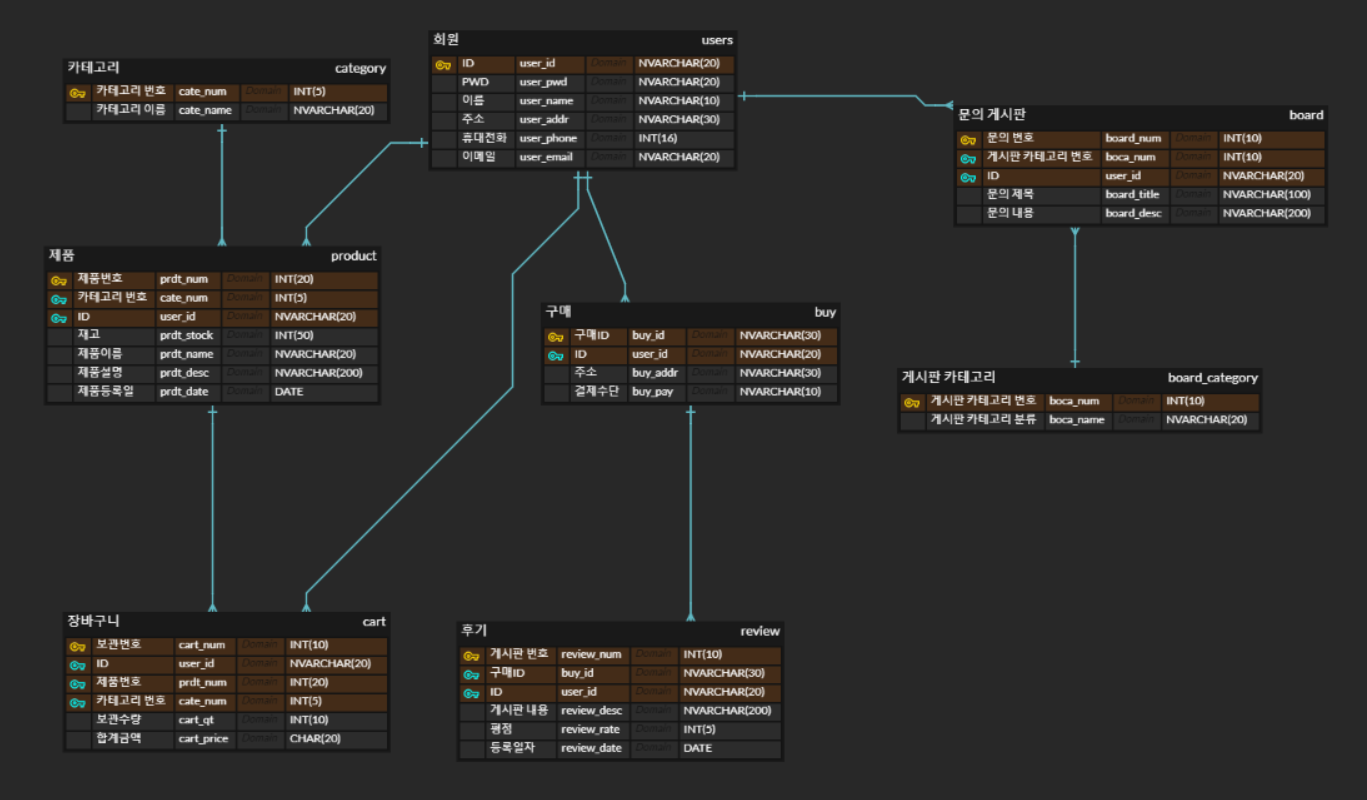 회원 users
ID user_id Domain NVARCHAR(20)
PWD user_pwd Domain NVARCHAR(20)
이름 user_name Domain NVARCHAR(10)
주소 user_addr Domain NVARCHAR(30)
휴대전화 user_phone Domain INT(16)
이메일 user_email Domain NVARCHAR(20)
카테고리 category
카테고리 번호 cate_num Domain INT(5)
카테고리 이름 cate_name Domain NVARCHAR(20)
문의 게시판 board
문의 번호 board_num Domain INT(10)
게시판 카테고리 번호 boca_num Domain INT(10)
ID user_id Domain NVARCHAR(20)
문의 제목 board_title Domain NVARCHAR(100)
문의 내용 board_desc Domain NVARCHAR(200)
제품 product
제품번호 prdt_num Domain INT(20)
카테고리 번호 cate_num Domain INT(5)
ID user_id Domain NVARCHAR(20)
재고 prdt_stock Domain INT(50)
제품이름 prdt_name Domain NVARCHAR(20)
제품설명 prdt_desc Domain NVARCHAR(200)
제품등록일 prdt_date Domain DATE
구매 buy
구매ID buy_id Domain NVARCHAR(30)
ID user_id Domain NVARCHAR(20)
주소 buy_addr Domain NVARCHAR(30)
결제수단 buy_pay Domain NVARCHAR(10)
게시판 카테고리 board_category
게시판 카테고리 번호 boca_num Domain INT(10)
게시판 카테고리 분류 boca_name Domain NVARCHAR(20)
장바구니 cart
보관번호 cart_num Domain INT(10)
ID user_id Domain NVARCHAR(20)
제품번호 prdt_num Domain INT(20)
카테고리 번호 cate_num Domain INT(5)
보관수량 cart_qt Domain INT(10)
합계금액 cart_price Domain CHAR(20)
후기 review
게시판 번호 review_num Domain INT(10)
구매ID buy_id Domain NVARCHAR(30)
ID user_id Domain NVARCHAR(20)
게시판 내용 review_desc Domain NVARCHAR(200)
평점 review_rate Domain INT(5)
등록일자 review_date Domain DATE